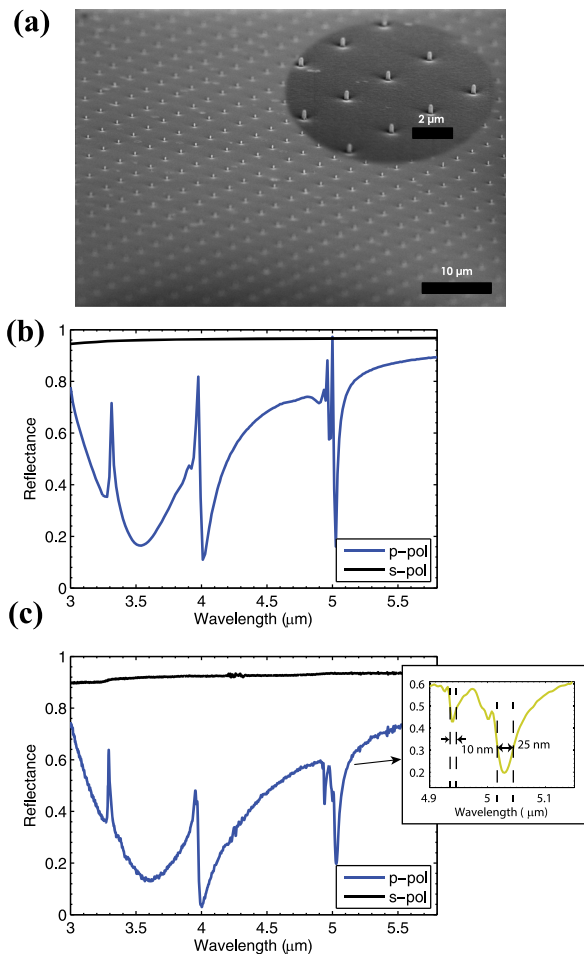 (a)
2 μm
10 μm
(b)
1
0.8
0.6
0.4
0.2
0
Reflectance
p-pol
s-pol
3
3.5
4
4.5
5
5.5
Wavelength (μm)
(c)
1
0.8
0.6
0.4
0.2
0
Reflectance
p-pol
s-pol
3
3.5
4
4.5
5
5.5
Wavelength (μm)
0.6
0.5
0.4
0.3
0.2
10 nm
25 nm
4.9
5
5.1
Wavelength ( μm)